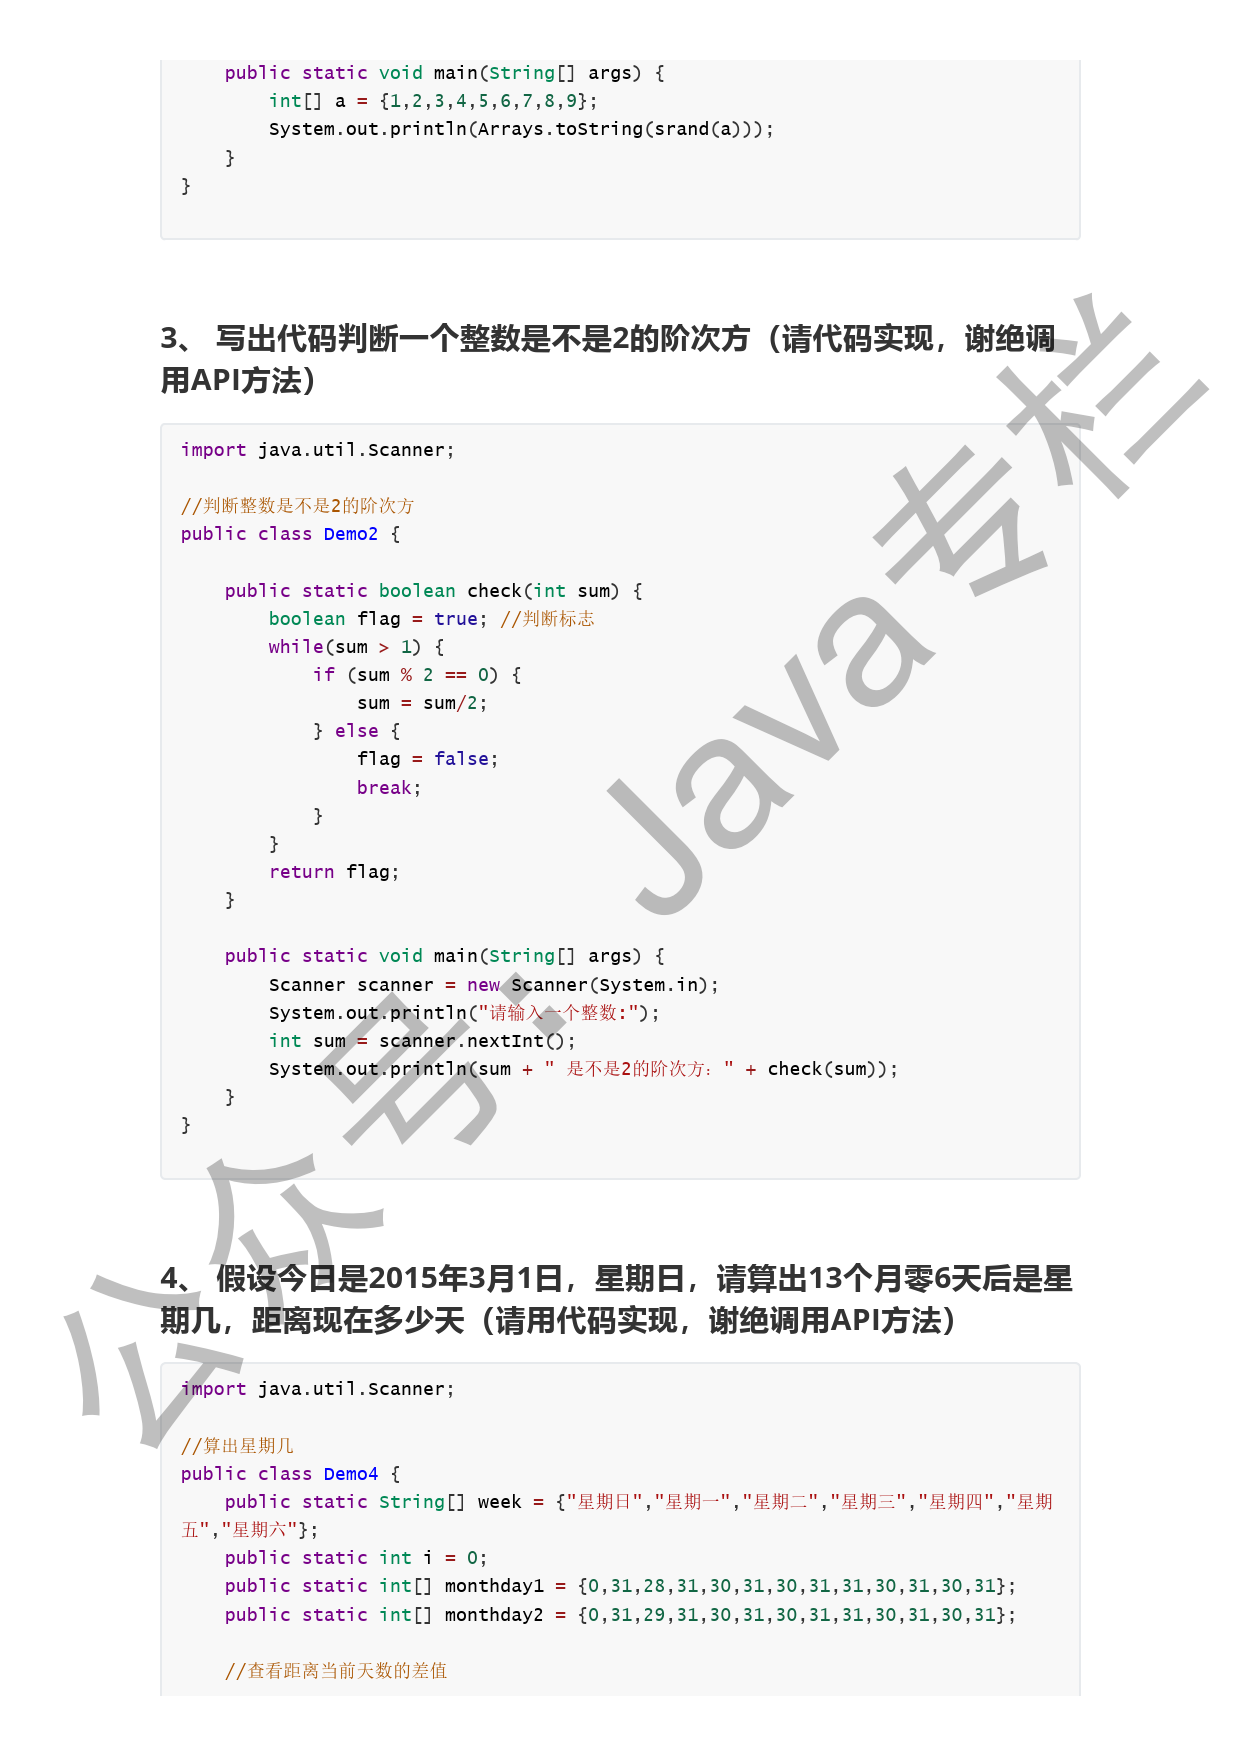 public static void main(String[] args) {
        int[] a = {1,2,3,4,5,6,7,8,9};
        System.out.println(Arrays.toString(srand(a)));
    }
}
3、 写出代码判断一个整数是不是2的阶次方（请代码实现，谢绝调
用API方法）
import java.util.Scanner;
//判断整数是不是2的阶次方
public class Demo2 {
    public static boolean check(int sum) {
        boolean flag = true; //判断标志
        while(sum > 1) {
            if (sum % 2 == 0) {
                sum = sum/2;
            } else {
                flag = false;
                break;
            }
        }
        return flag;
    }
    public static void main(String[] args) {
        Scanner scanner = new Scanner(System.in);
        System.out.println("请输入一个整数:");
        int sum = scanner.nextInt();
        System.out.println(sum + " 是不是2的阶次方：" + check(sum));
    }
}
4、 假设今日是2015年3月1日，星期日，请算出13个月零6天后是星
期几，距离现在多少天（请用代码实现，谢绝调用API方法）
import java.util.Scanner;
//算出星期几
public class Demo4 {
    public static String[] week = {"星期日","星期一","星期二","星期三","星期四","星期
五","星期六"};
    public static int i = 0;
    public static int[] monthday1 = {0,31,28,31,30,31,30,31,31,30,31,30,31};
    public static int[] monthday2 = {0,31,29,31,30,31,30,31,31,30,31,30,31};
    //查看距离当前天数的差值
公众号：Java专栏